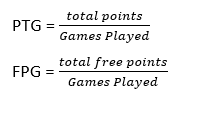 PTG = total points / Games Played
FPG = total free points / Games Played